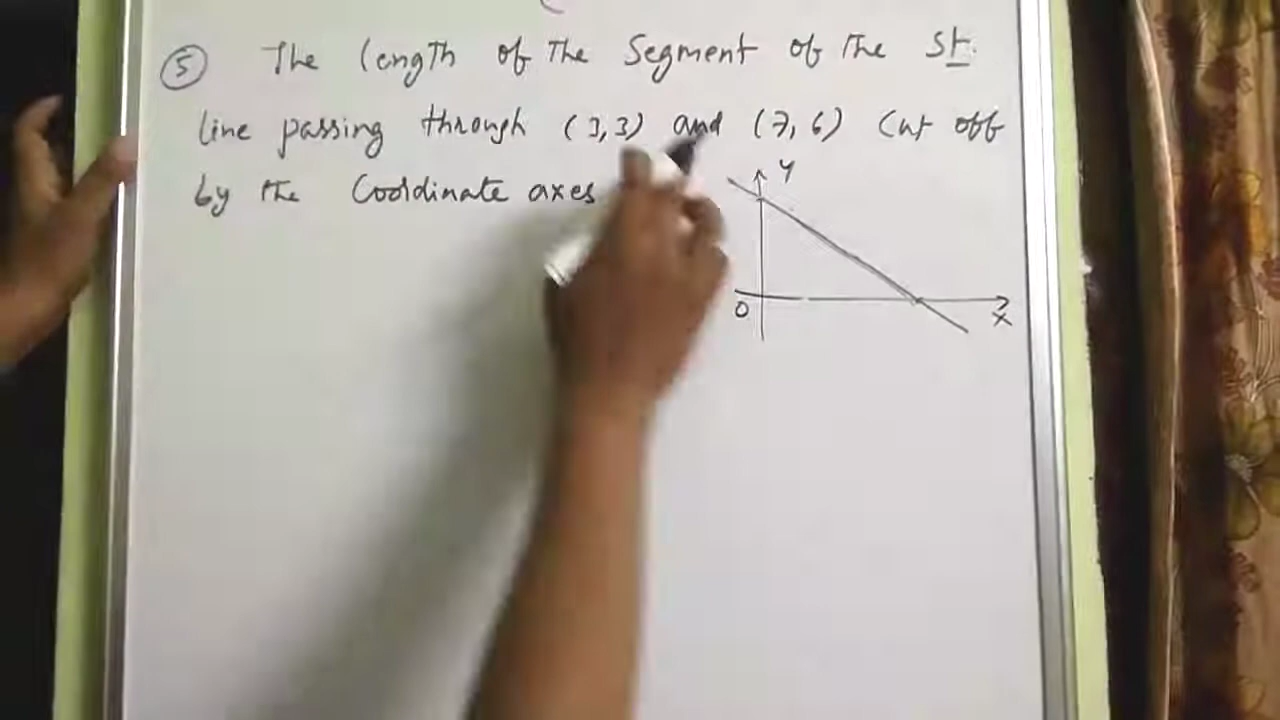 5 The length of The Segment of The St.
line passing through (3,3) and (7,6) Cut off
by the Coordinate axes
y
0
x